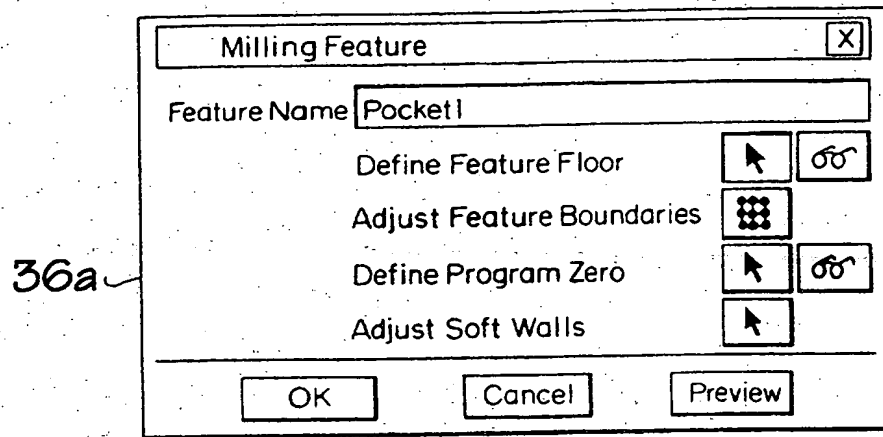 Milling Feature X
Feature Name Pocket1
Define Feature Floor
Adjust Feature Boundaries
36a
Define Program Zero
Adjust Soft Walls
OK Cancel Preview